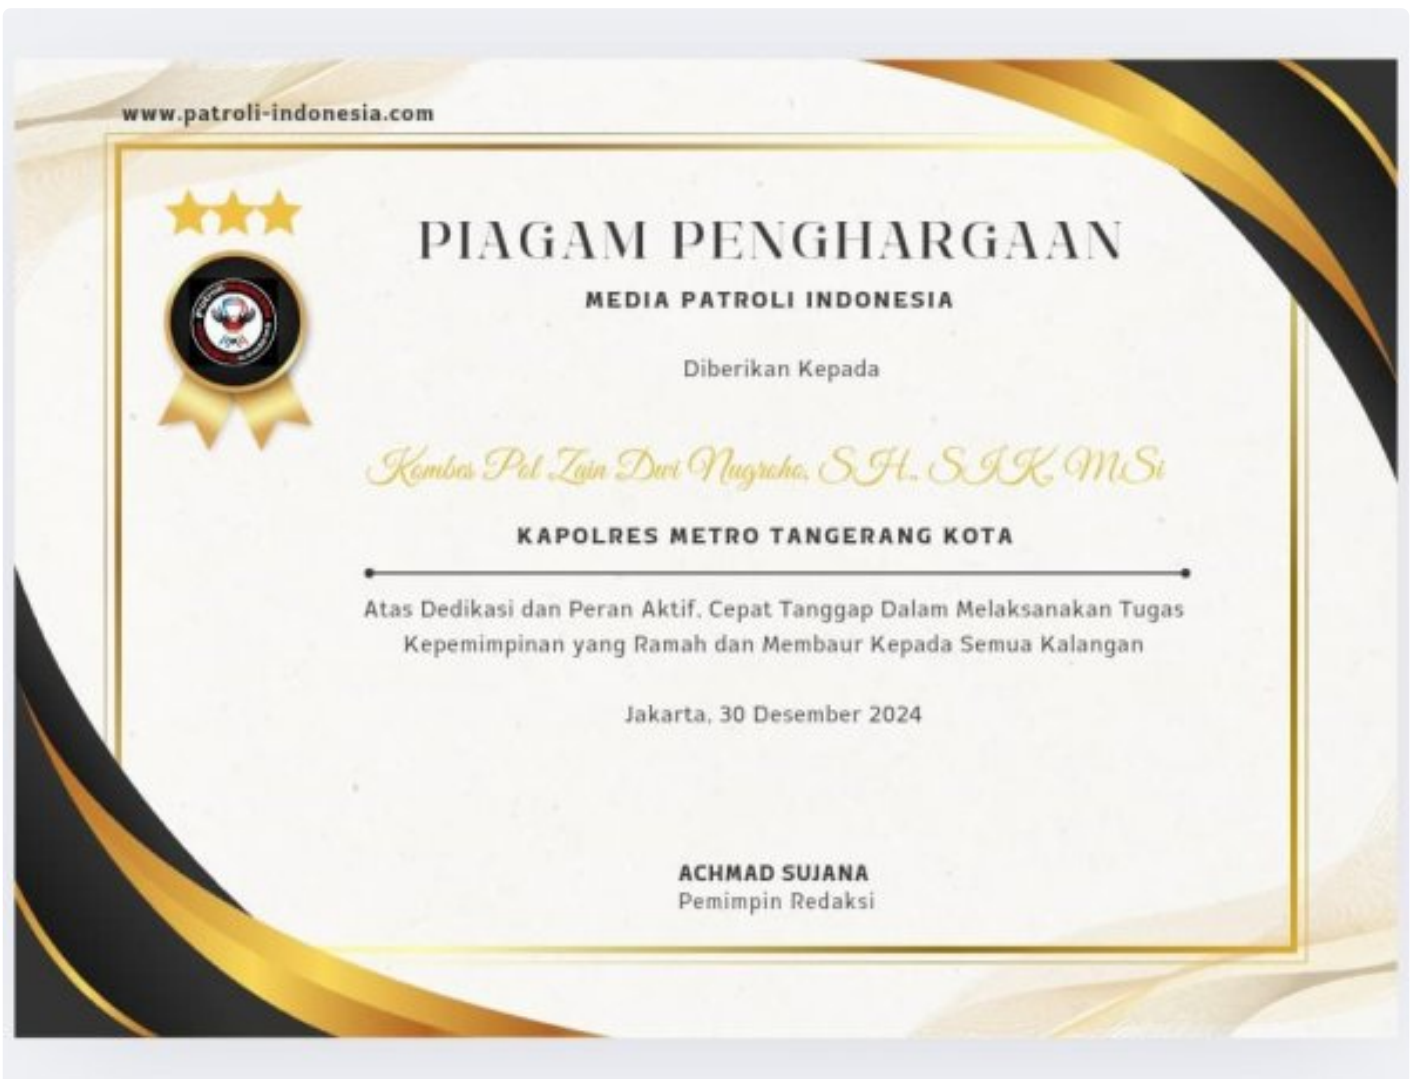 www.patroli-indonesia.com
PIAGAM PENGHARGAAN
MEDIA PATROLI INDONESIA
Diberikan Kepada
Kombes Pol Zain Dwi Nugroho, S.H., S.I.K, M.Si
KAPOLRES METRO TANGERANG KOTA
Atas Dedikasi dan Peran Aktif, Cepat Tanggap Dalam Melaksanakan Tugas
Kepemimpinan yang Ramah dan Membaur Kepada Semua Kalangan
Jakarta, 30 Desember 2024
ACHMAD SUJANA
Pemimpin Redaksi